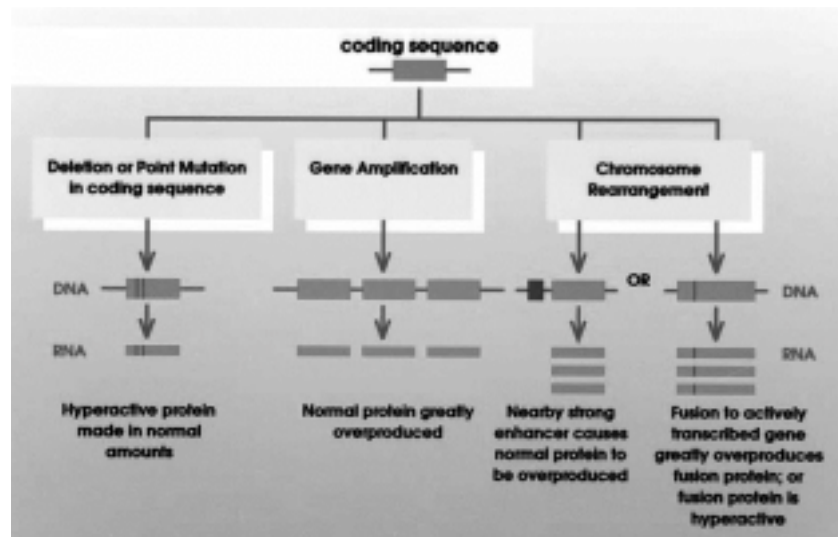 coding sequence
Deletion or Point Mutation
in coding sequence
Gene Amplification
Chromosome
Rearrangement
DNA
OR
DNA
RNA
RNA
Hyperactive protein
made in normal
amounts
Normal protein greatly
overproduced
Nearby strong
enhancer causes
normal protein to
be overproduced
Fusion to actively
transcribed gene
greatly overproduces
fusion protein; or
fusion protein is
hyperactive